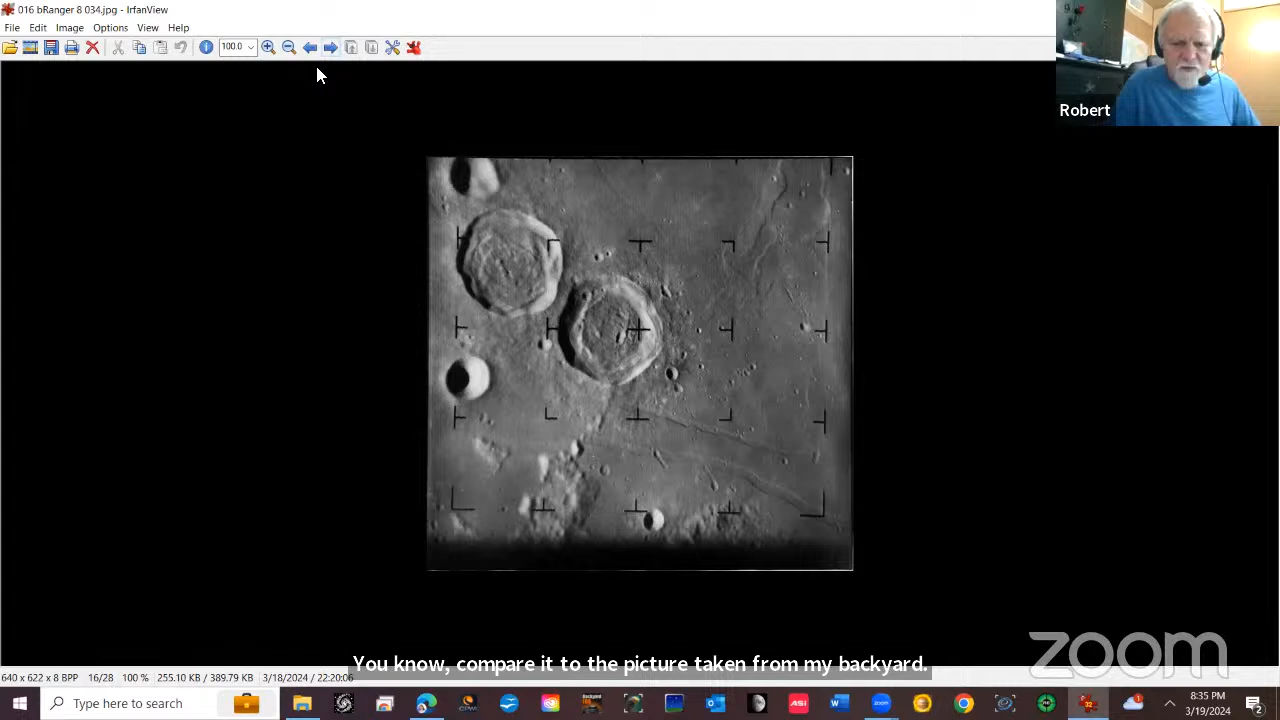 016 bRanger 8 034.jpg - IrfanView
File Edit Image Options View Help
100.0
Robert
zoom
You know, compare it to the picture taken from my backyard.
640 x 622 x 8 BPP 16/28 100 % 255.10 KB / 389.79 KB 3/18/2024 / 22:20:06
Type here to search
ASI
8:35 PM
3/19/2024
2